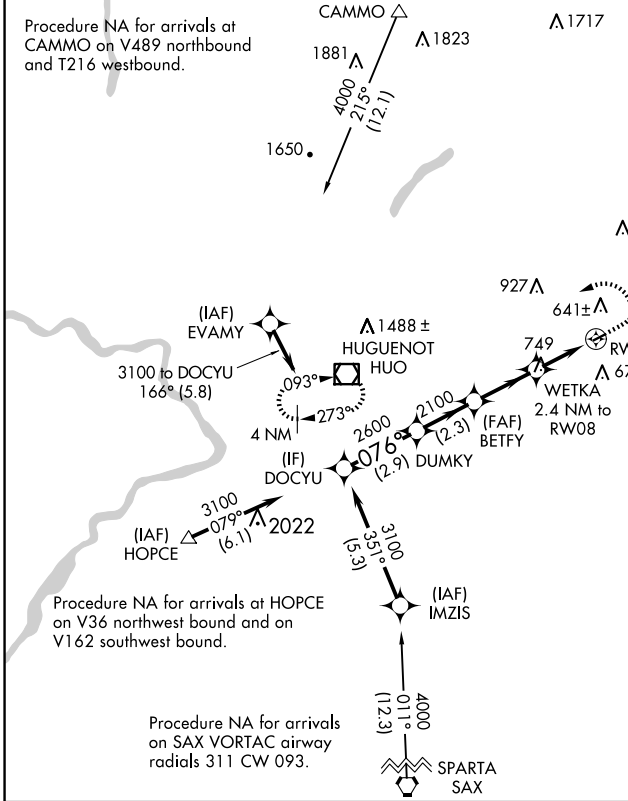 Procedure NA for arrivals at
CAMMO on V489 northbound
and T216 westbound.
CAMMO
1823
1717
1881
4000
215°
(12.1)
1650
(IAF)
EVAMY
3100 to DOCYU
166° (5.8)
1488 ±
HUGUENOT
HUO
093°
273°
4 NM
927
641±
749
RW
67
WETKA
2.4 NM to
RW08
2100
(2.3)
(FAF)
BETFY
2600
076°
(2.9)
DUMKY
(IF)
DOCYU
3100
079°
(6.1)
2022
(IAF)
HOPCE
3100
351°
(5.3)
(IAF)
IMZIS
Procedure NA for arrivals at HOPCE
on V36 northwest bound and on
V162 southwest bound.
4000
011°
(12.3)
Procedure NA for arrivals
on SAX VORTAC airway
radials 311 CW 093.
SPARTA
SAX